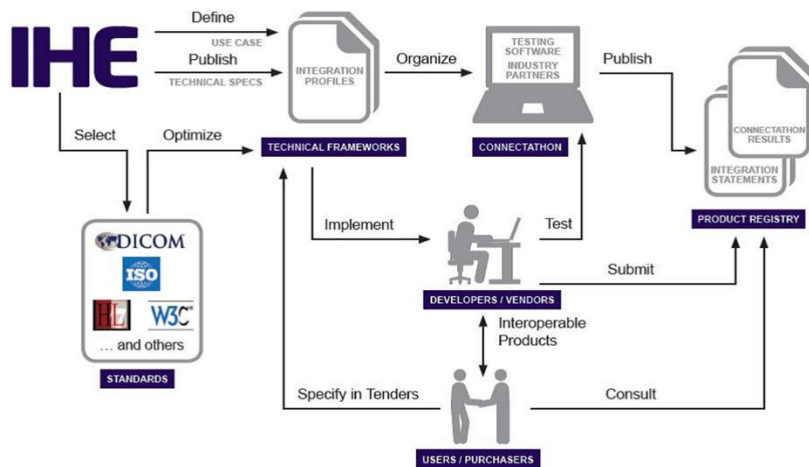 IHE
Define
USE CASE
Publish
TECHNICAL SPECS
INTEGRATION
PROFILES
Organize
TESTING
SOFTWARE
INDUSTRY
PARTNERS
Publish
CONNECTATHON
RESULTS
INTEGRATION
STATEMENTS
Select
Optimize
TECHNICAL FRAMEWORKS
CONNECTATHON
PRODUCT REGISTRY
DICOM
ISO
HL7
W3C
... and others
STANDARDS
Implement
Test
DEVELOPERS / VENDORS
Submit
Interoperable
Products
Specify in Tenders
Consult
USERS / PURCHASERS